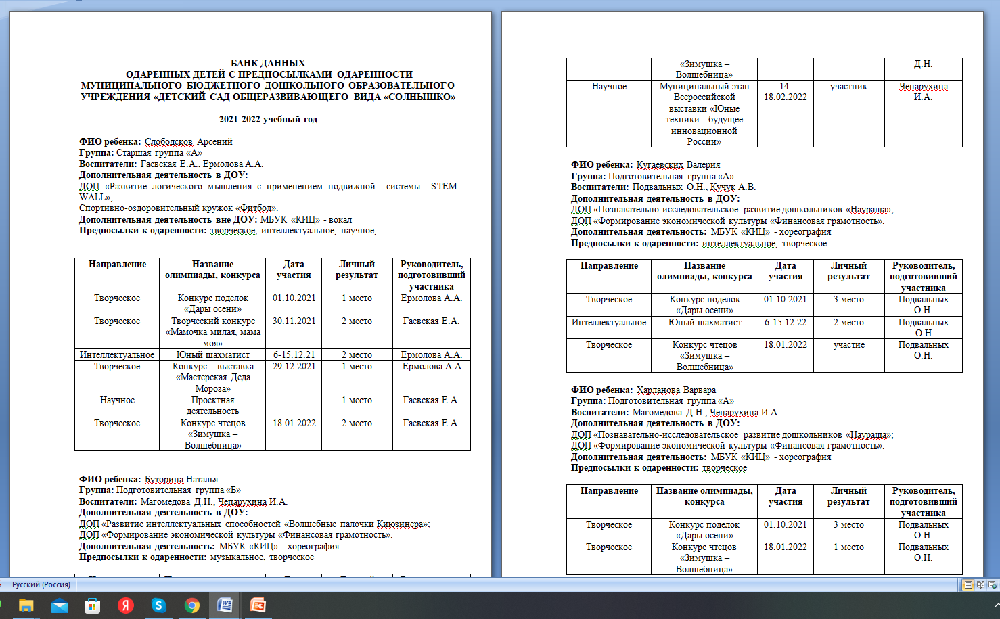 БАНК ДАННЫХ
ОДАРЕННЫХ ДЕТЕЙ С ПРЕДПОСЫЛКАМИ ОДАРЕННОСТИ
МУНИЦИПАЛЬНОГО БЮДЖЕТНОГО ДОШКОЛЬНОГО ОБРАЗОВАТЕЛЬНОГО
УЧРЕЖДЕНИЯ «ДЕТСКИЙ САД ОБЩЕРАЗВИВАЮЩЕГО ВИДА «СОЛНЫШКО»
2021-2022 учебный год
ФИО ребенка: Слободсков Арсений
Группа: Старшая группа «А»
Воспитатели: Гаевская Е.А., Ермолова А.А.
Дополнительная деятельность в ДОУ:
ДОП «Развитие логического мышления с применением подвижной системы STEM
WALL»;
Спортивно-оздоровительный кружок «Фитбол».
Дополнительная деятельность вне ДОУ: МБУК «КИЦ» - вокал
Предпосылки к одаренности: творческое, интеллектуальное, научное,
Направление Название Дата Личный Руководитель,
олимпиады, конкурса участия результат подготовивший
участника
Творческое Конкурс поделок 01.10.2021 1 место Ермолова А.А.
«Дары осени»
Творческое Творческий конкурс 30.11.2021 2 место Гаевская Е.А.
«Мамочка милая, мама
моя»
Интеллектуальное Юный шахматист 6-15.12.21 2 место Ермолова А.А.
Творческое Конкурс – выставка 29.12.2021 1 место Ермолова А.А.
«Мастерская Деда
Мороза»
Научное Проектная 1 место Гаевская Е.А.
деятельность
Творческое Конкурс чтецов 18.01.2022 2 место Гаевская Е.А.
«Зимушка –
Волшебница»
ФИО ребенка: Буторина Наталья
Группа: Подготовительная группа «Б»
Воспитатели: Магомедова Д.Н., Чепарухина И.А.
Дополнительная деятельность в ДОУ:
ДОП «Развитие интеллектуальных способностей «Волшебные палочки Киюзинера»;
ДОП «Формирование экономической культуры «Финансовая грамотность».
Дополнительная деятельность: МБУК «КИЦ» - хореография
Предпосылки к одаренности: музыкальное, творческое
«Зимушка – Д.Н.
Волшебница»
Научное Муниципальный этап 14- участник Чепарухина
Всероссийской 18.02.2022 И.А.
выставки «Юные
техники - будущее
инновационной
России»
ФИО ребенка: Кугаевских Валерия
Группа: Подготовительная группа «А»
Воспитатели: Подвальных О.Н., Кучук А.В.
Дополнительная деятельность в ДОУ:
ДОП «Познавательно-исследовательское развитие дошкольников «Наураша»;
ДОП «Формирование экономической культуры «Финансовая грамотность».
Дополнительная деятельность: МБУК «КИЦ» - хореография
Предпосылки к одаренности: интеллектуальное, творческое
Направление Название Дата Личный Руководитель,
олимпиады, конкурса участия результат подготовивший
участника
Творческое Конкурс поделок 01.10.2021 3 место Подвальных
«Дары осени» О.Н.
Интеллектуальное Юный шахматист 6-15.12.22 2 место Подвальных
О.Н
Творческое Конкурс чтецов 18.01.2022 участие Подвальных
«Зимушка – О.Н.
Волшебница»
ФИО ребенка: Харланова Варвара
Группа: Подготовительная группа «А»
Воспитатели: Магомедова Д.Н., Чепарухина И.А.
Дополнительная деятельность в ДОУ:
ДОП «Познавательно-исследовательское развитие дошкольников «Наураша»;
ДОП «Формирование экономической культуры «Финансовая грамотность».
Дополнительная деятельность: МБУК «КИЦ» - хореография
Предпосылки к одаренности: творческое
Направление Название олимпиады, Дата Личный Руководитель,
конкурса участия результат подготовивший
участника
Творческое Конкурс поделок 01.10.2021 3 место Подвальных
«Дары осени» О.Н.
Творческое Конкурс чтецов 18.01.2022 1 место Подвальных
«Зимушка – О.Н.
Волшебница»
Русский (Россия)